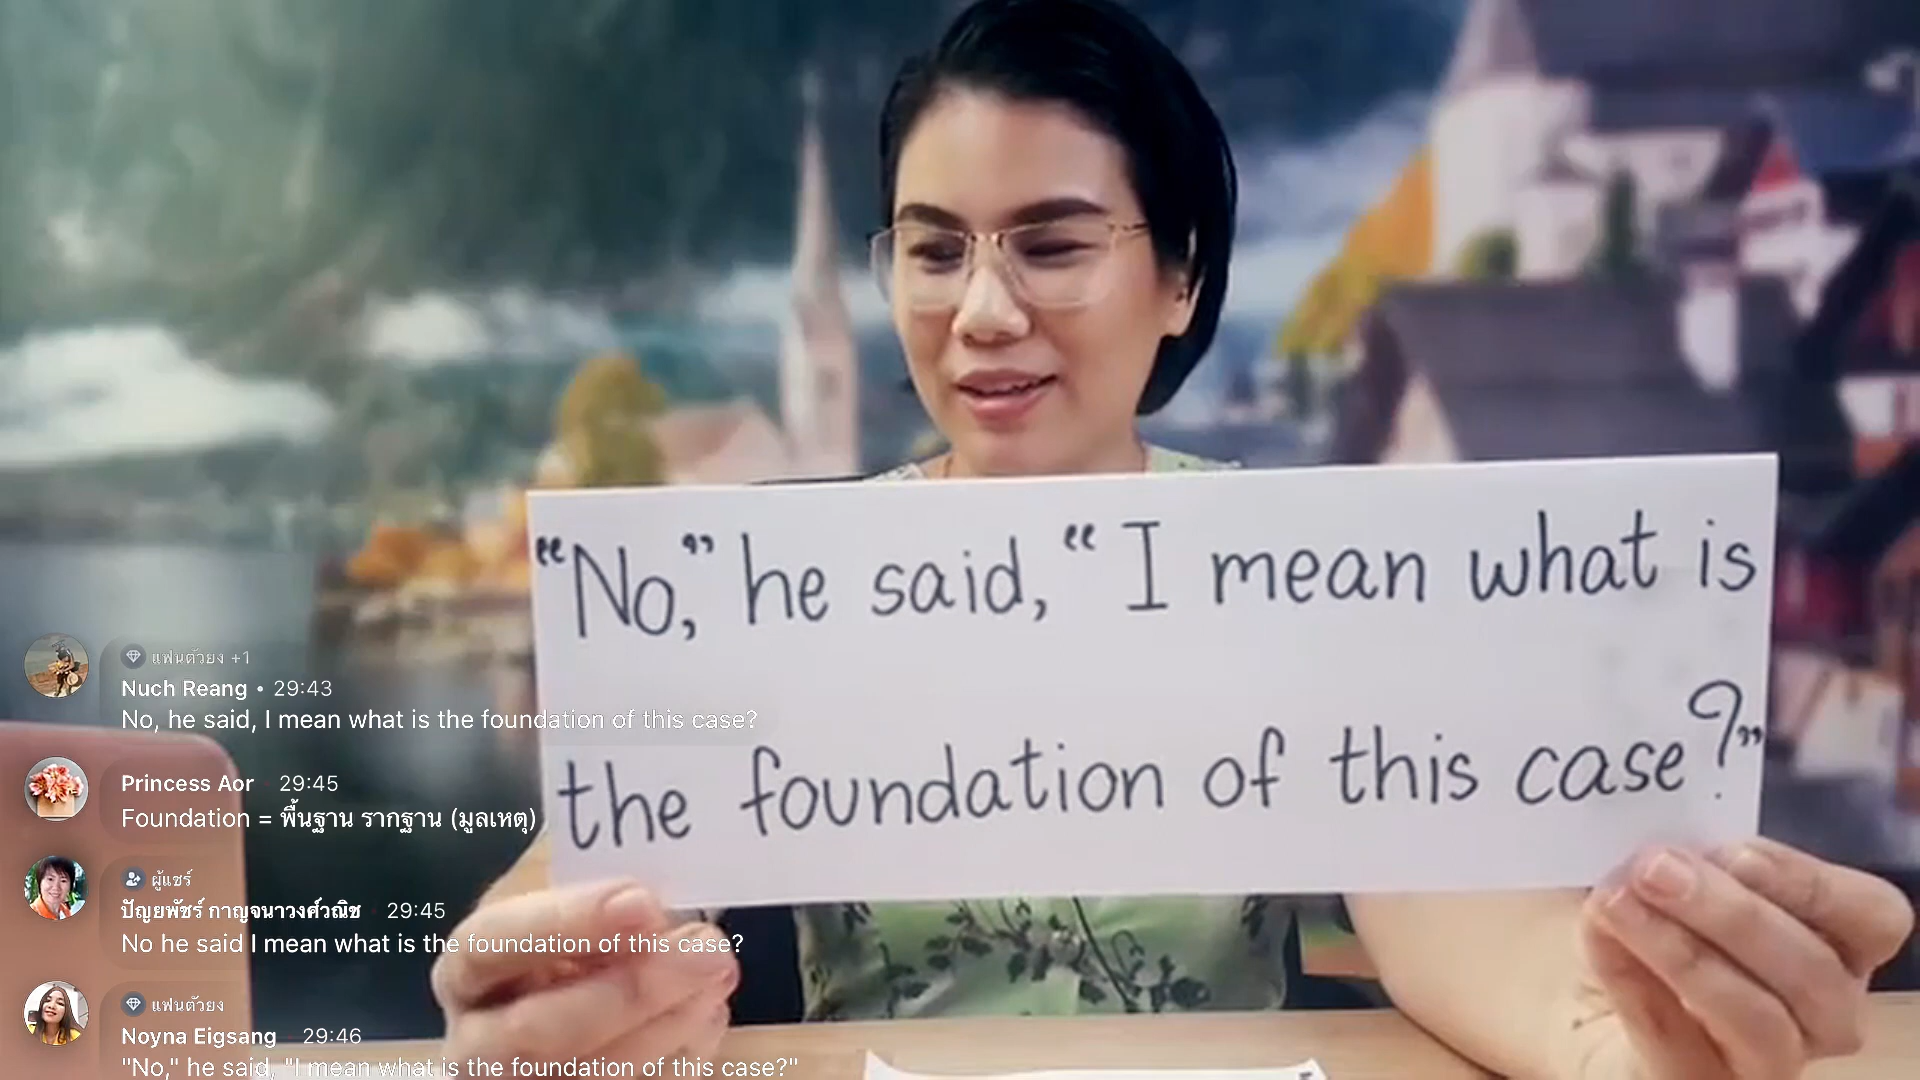 “No,” he said, “I mean what is
the foundation of this case?”
แฟนตัวยง +1
Nuch Reang • 29:43
No, he said, I mean what is the foundation of this case?
Princess Aor 29:45
Foundation = พื้นฐาน รากฐาน (มูลเหตุ)
ผู้แชร์
ปัญยพัชร์ กาญจนาวงศ์วณิช 29:45
No he said I mean what is the foundation of this case?
แฟนตัวยง
Noyna Eigsang 29:46
"No," he said, "I mean what is the foundation of this case?"